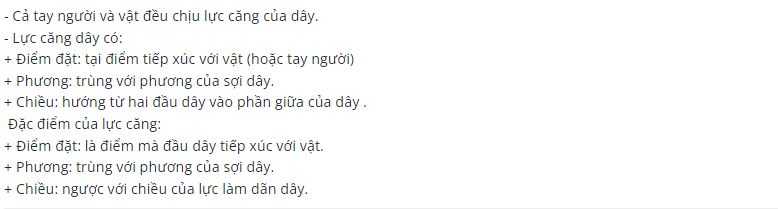 - Cả tay người và vật đều chịu lực căng của dây.
- Lực căng dây có:
+ Điểm đặt: tại điểm tiếp xúc với vật (hoặc tay người)
+ Phương: trùng với phương của sợi dây.
+ Chiều: hướng từ hai đầu dây vào phần giữa của dây .
Đặc điểm của lực căng:
+ Điểm đặt: là điểm mà đầu dây tiếp xúc với vật.
+ Phương: trùng với phương của sợi dây.
+ Chiều: ngược với chiều của lực làm dãn dây.